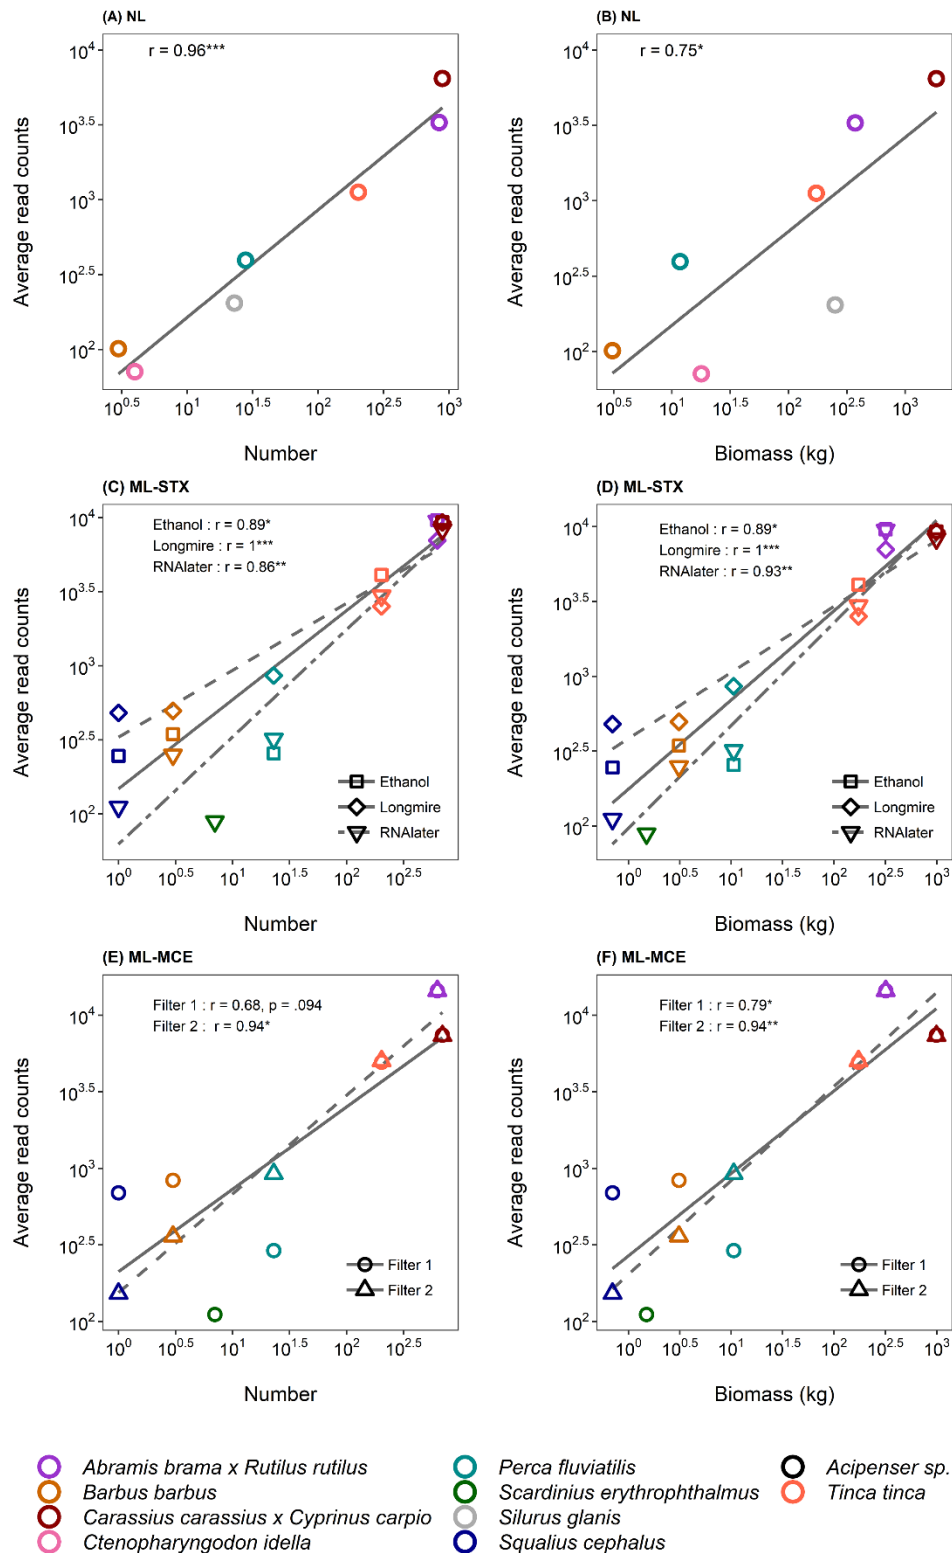 (A) NL
r = 0.96***
Average read counts
10^4
10^3.5
10^3
10^2.5
10^2
10^0.5 10^1 10^1.5 10^2 10^2.5 10^3
Number
(B) NL
r = 0.75*
Average read counts
10^4
10^3.5
10^3
10^2.5
10^2
10^0.5 10^1 10^1.5 10^2 10^2.5 10^3
Biomass (kg)
(C) ML-STX
Ethanol : r = 0.89*
Longmire : r = 1***
RNAlater : r = 0.86**
Average read counts
10^4
10^3.5
10^3
10^2.5
10^2
Ethanol
Longmire
RNAlater
10^0 10^0.5 10^1 10^1.5 10^2 10^2.5
Number
(D) ML-STX
Ethanol : r = 0.89*
Longmire : r = 1***
RNAlater : r = 0.93**
Average read counts
10^4
10^3.5
10^3
10^2.5
10^2
Ethanol
Longmire
RNAlater
10^0 10^0.5 10^1 10^1.5 10^2 10^2.5 10^3
Biomass (kg)
(E) ML-MCE
Filter 1 : r = 0.68, p = .094
Filter 2 : r = 0.94*
Average read counts
10^4
10^3.5
10^3
10^2.5
10^2
Filter 1
Filter 2
10^0 10^0.5 10^1 10^1.5 10^2 10^2.5
Number
(F) ML-MCE
Filter 1 : r = 0.79*
Filter 2 : r = 0.94**
Average read counts
10^4
10^3.5
10^3
10^2.5
10^2
Filter 1
Filter 2
10^0 10^0.5 10^1 10^1.5 10^2 10^2.5 10^3
Biomass (kg)
Abramis brama x Rutilus rutilus
Barbus barbus
Carassius carassius x Cyprinus carpio
Ctenopharyngodon idella
Perca fluviatilis
Scardinius erythrophthalmus
Silurus glanis
Squalius cephalus
Acipenser sp.
Tinca tinca